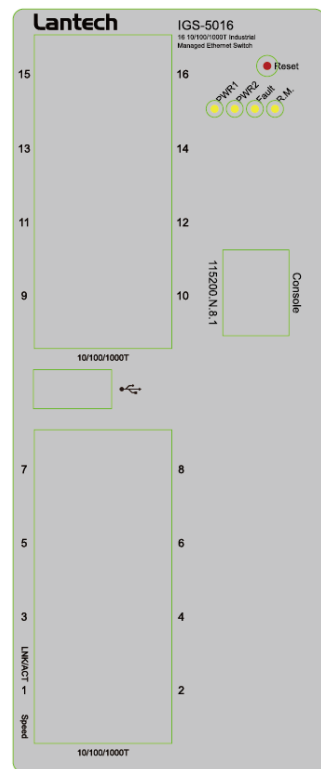 Lantech
IGS-5016
16 10/100/1000T Industrial
Managed Ethernet Switch
Reset
PWR1 PWR2 Fault R.M.
15 16
13 14
11 12
9 10
115200.N.8.1
Console
10/100/1000T
7 8
5 6
3 4
LNK/ACT
1 2
Speed
10/100/1000T